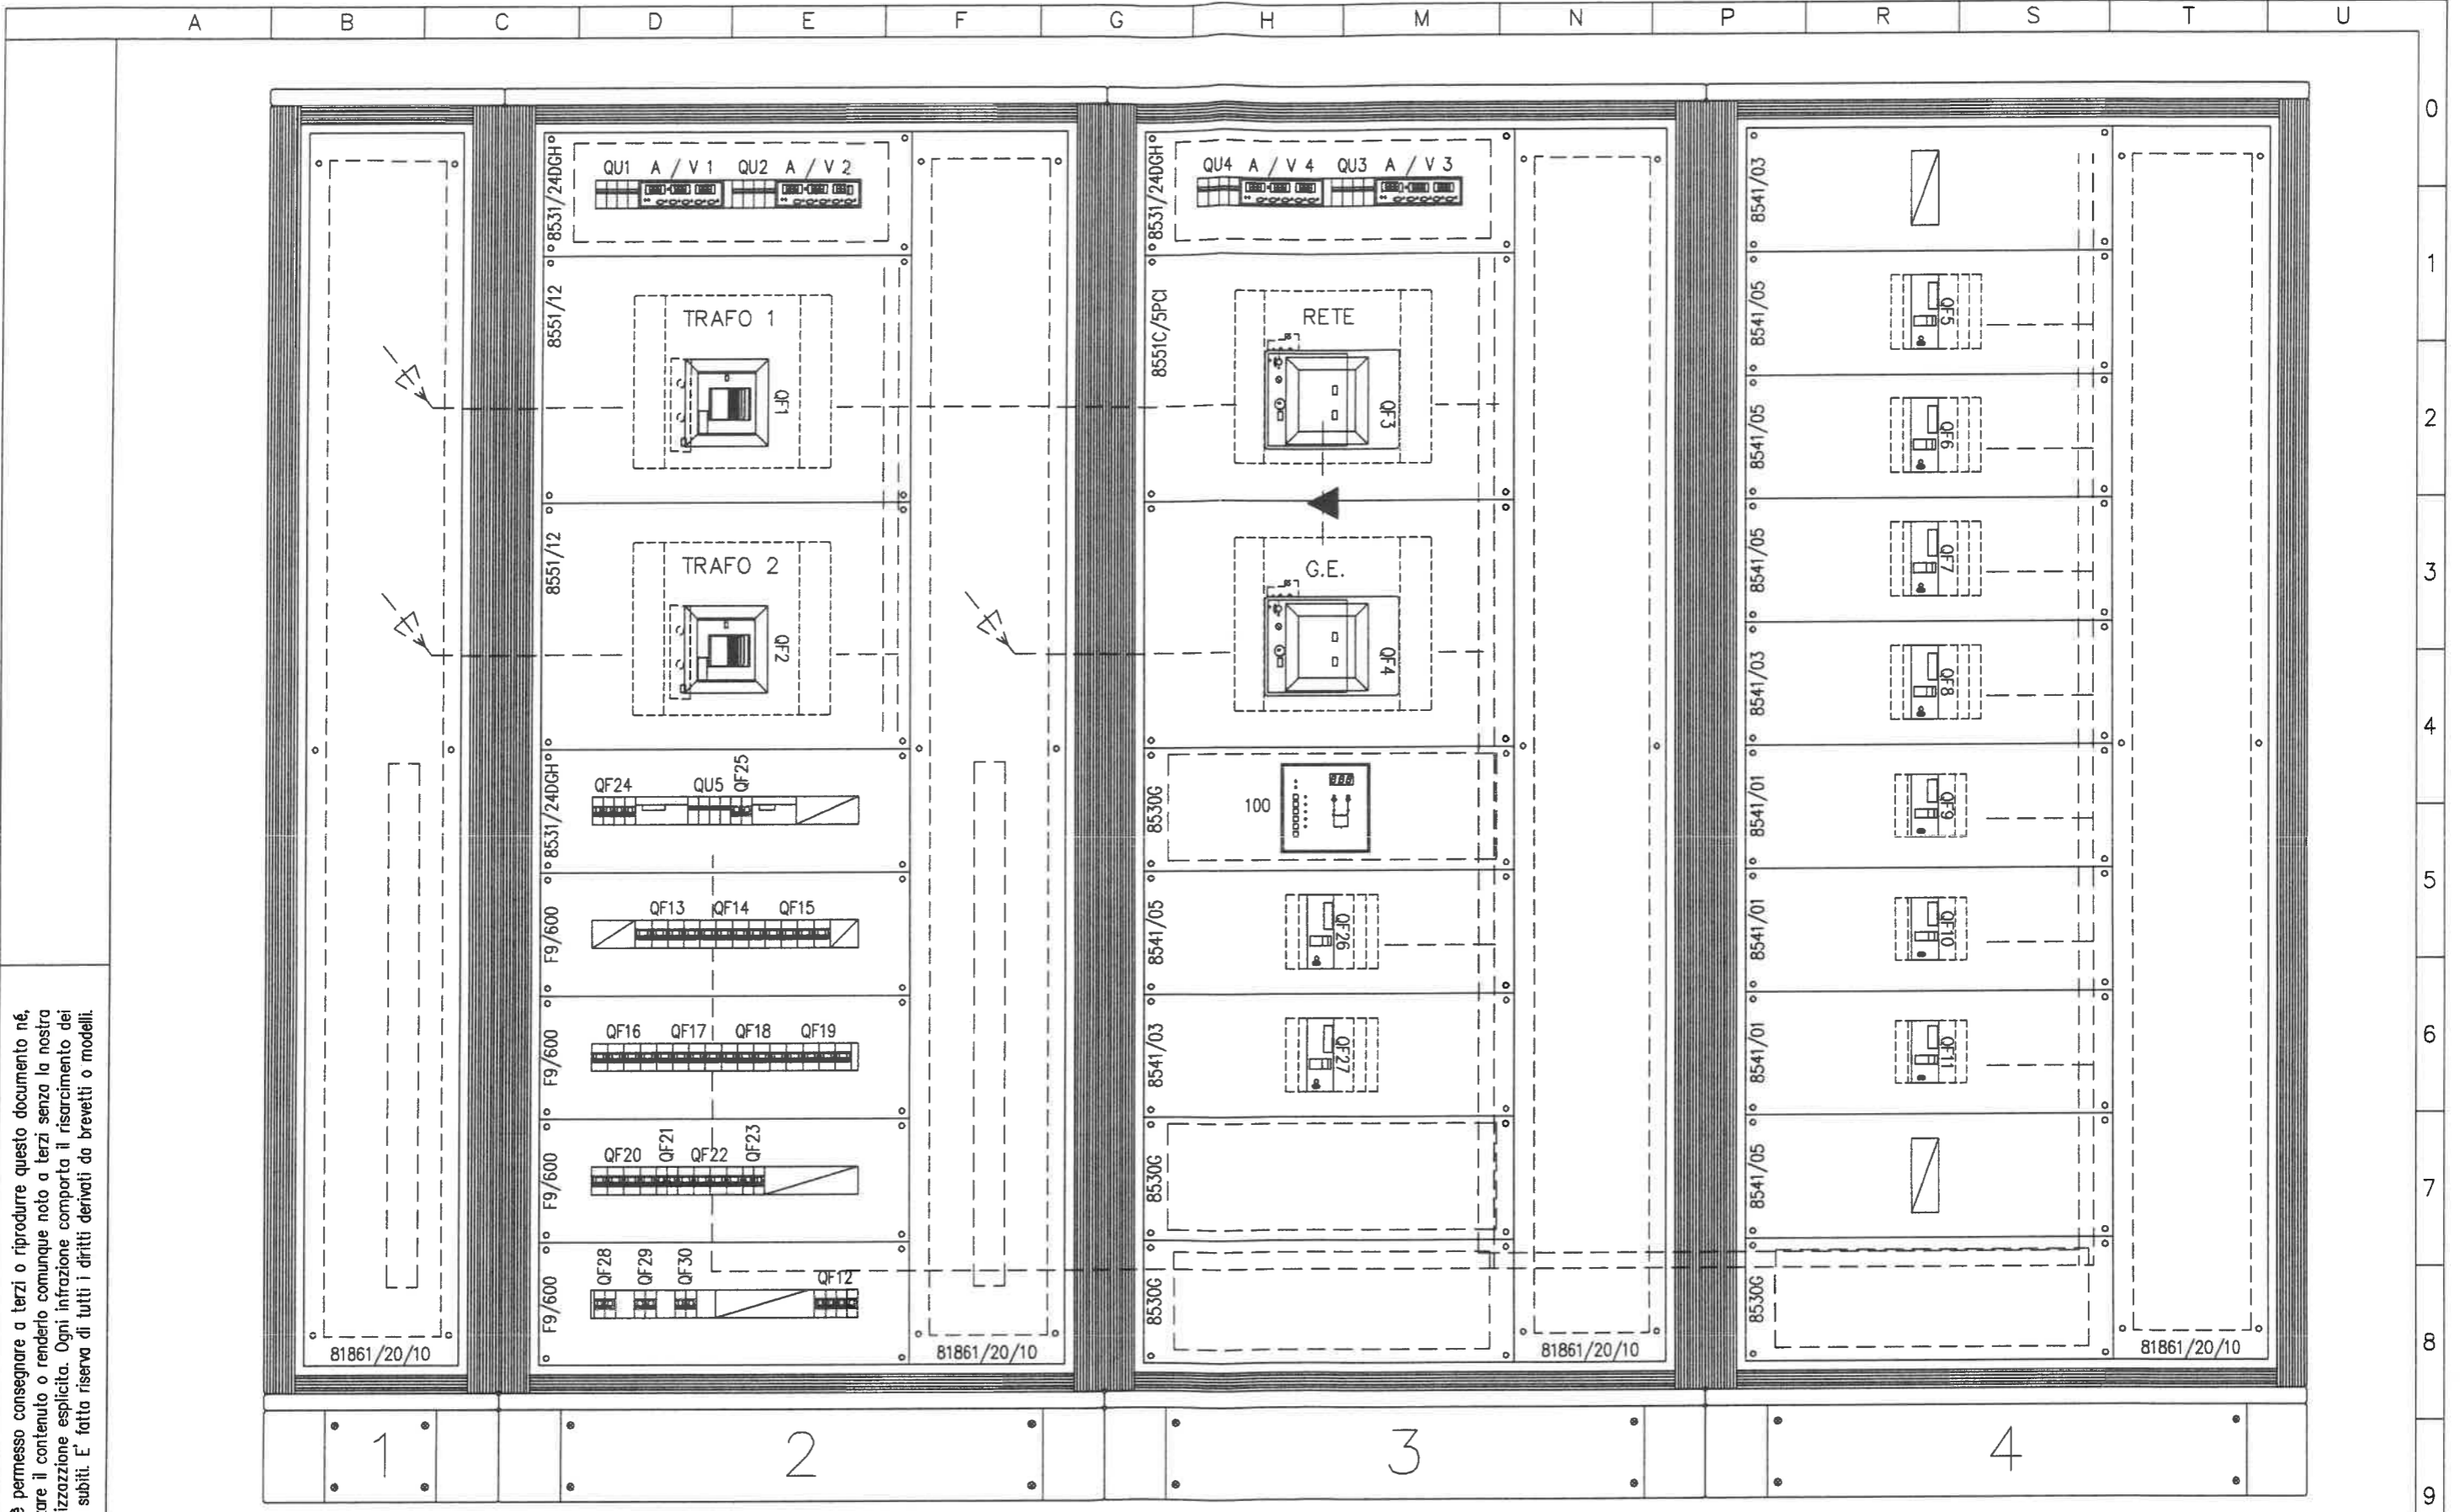 A B C D E F G H M N P R S T U
0
1
2
3
4
5
6
7
8
9
8531/24DGH
QU1 A / V 1 QU2 A / V 2
8551/12
TRAFO 1
QF1
8551/12
TRAFO 2
QF2
8531/24DGH
QF24 QU5 QF25
F9/600
QF13 QF14 QF15
F9/600
QF16 QF17 QF18 QF19
F9/600
QF20 QF21 QF22 QF23
F9/600
QF28 QF29 QF30 QF12
81861/20/10
81861/20/10
8531/24DGH
QU4 A / V 4 QU3 A / V 3
8551C/5PCI
RETE
QF3
G.E.
QF4
8530G
100
8541/05
QF26
8541/03
QF27
8530G
8530G
81861/20/10
8541/03
8541/05
QF5
8541/05
QF6
8541/05
QF7
8541/03
QF8
8541/01
QF9
8541/01
QF10
8541/01
QF11
8541/05
8530G
81861/20/10
1
2
3
4
è permesso consegnare a terzi o riprodurre questo documento né,
are il contenuto o renderlo comunque noto a terzi senza la nostra
izzazzione esplicita. Ogni infrazione comporta il risarcimento dei
subiti. E' fatta riserva di tutti i diritti derivati da brevetti o modelli.